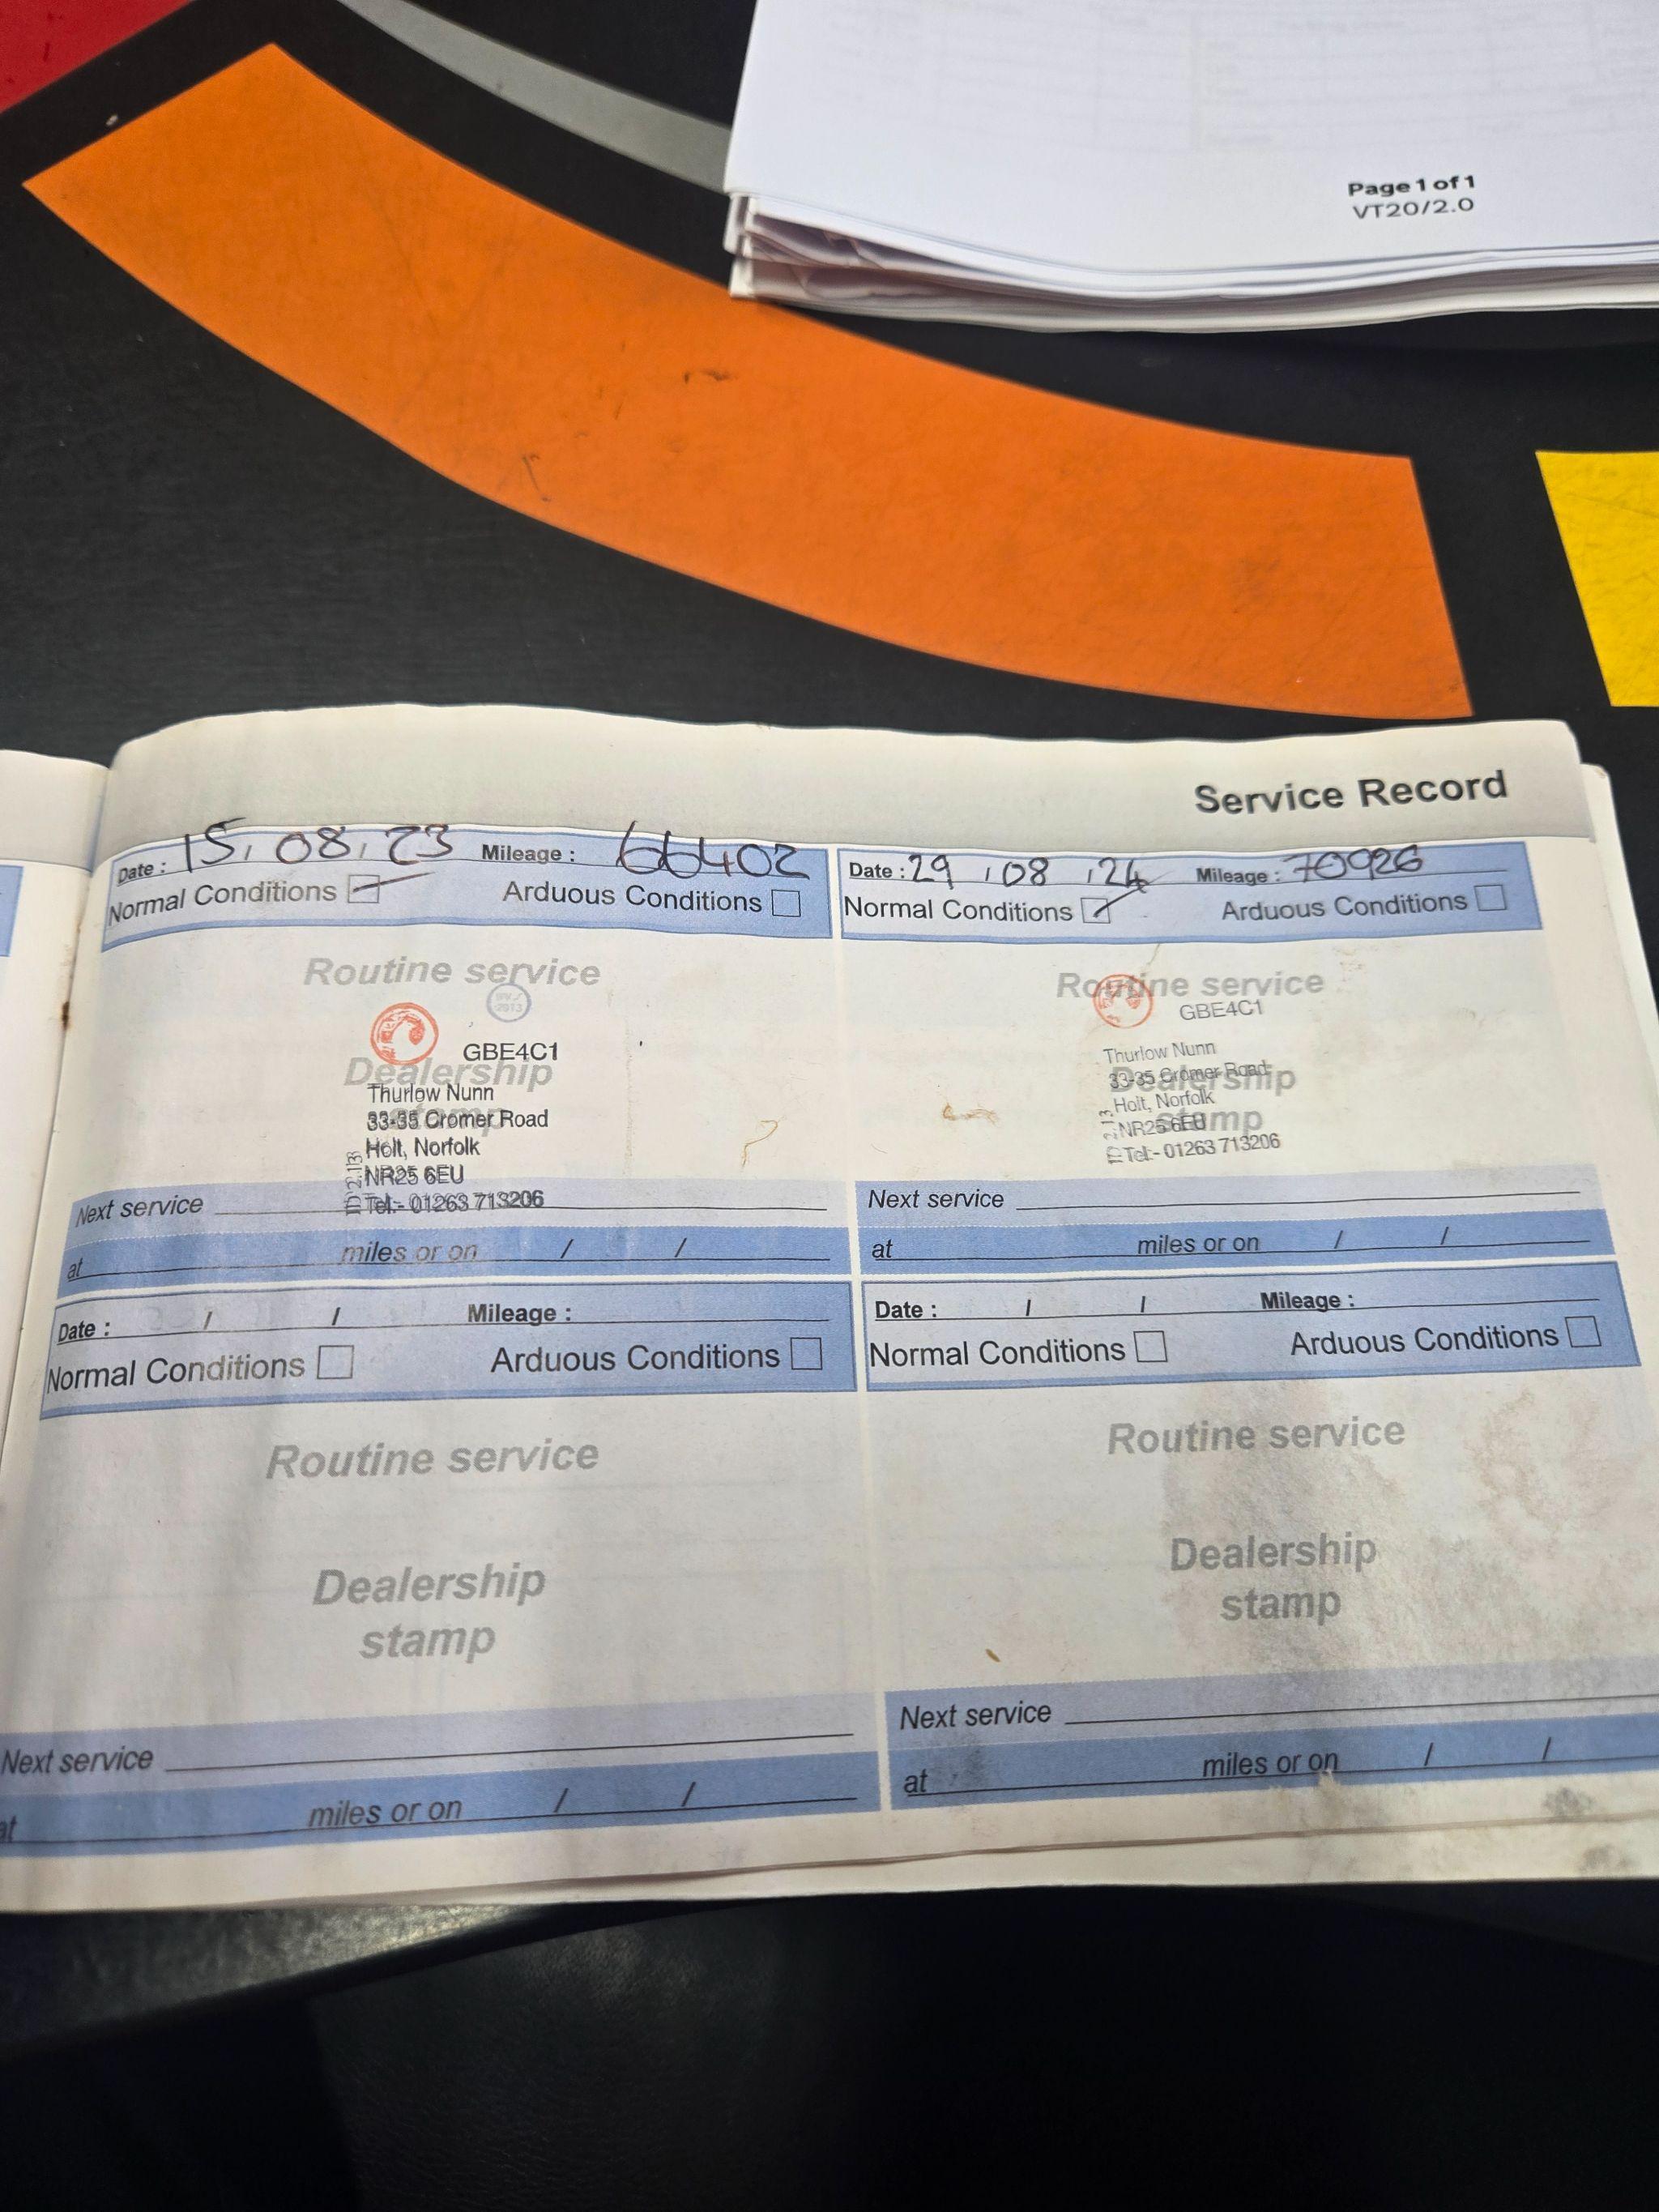 Page 1 of 1
VT20/2.0
Service Record
Date : 15 / 08 / 23 Mileage : 66402
Normal Conditions Arduous Conditions
Routine service
GBE4C1
Dealership
stamp
Thurlow Nunn
33-35 Cromer Road
Holt, Norfolk
NR25 6EU
Tel:- 01263 713206
Next service
at miles or on / /
Date : 29 / 08 / 24 Mileage : 70926
Normal Conditions Arduous Conditions
Routine service
GBE4C1
Dealership
stamp
Thurlow Nunn
33-35 Cromer Road
Holt, Norfolk
NR25 6EU
Tel:- 01263 713206
Next service
at miles or on / /
Date : / / Mileage :
Normal Conditions Arduous Conditions
Routine service
Dealership
stamp
Next service
at miles or on / /
Date : / / Mileage :
Normal Conditions Arduous Conditions
Routine service
Dealership
stamp
Next service
at miles or on / /